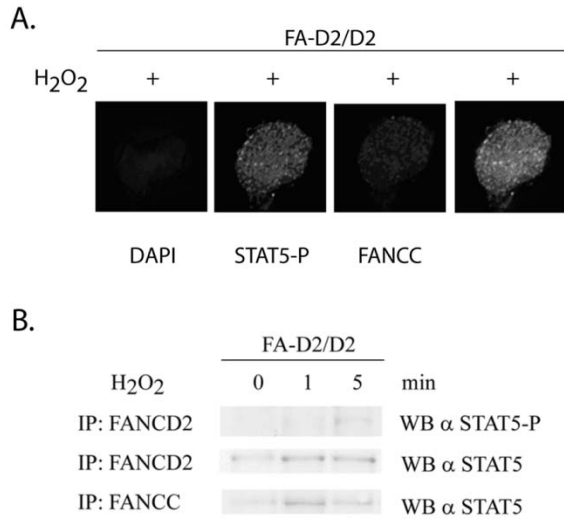 A.
FA-D2/D2
H₂O₂ + + + +
DAPI STAT5-P FANCC
B.
FA-D2/D2
H₂O₂ 0 1 5 min
IP: FANCD2 WB α STAT5-P
IP: FANCD2 WB α STAT5
IP: FANCC WB α STAT5